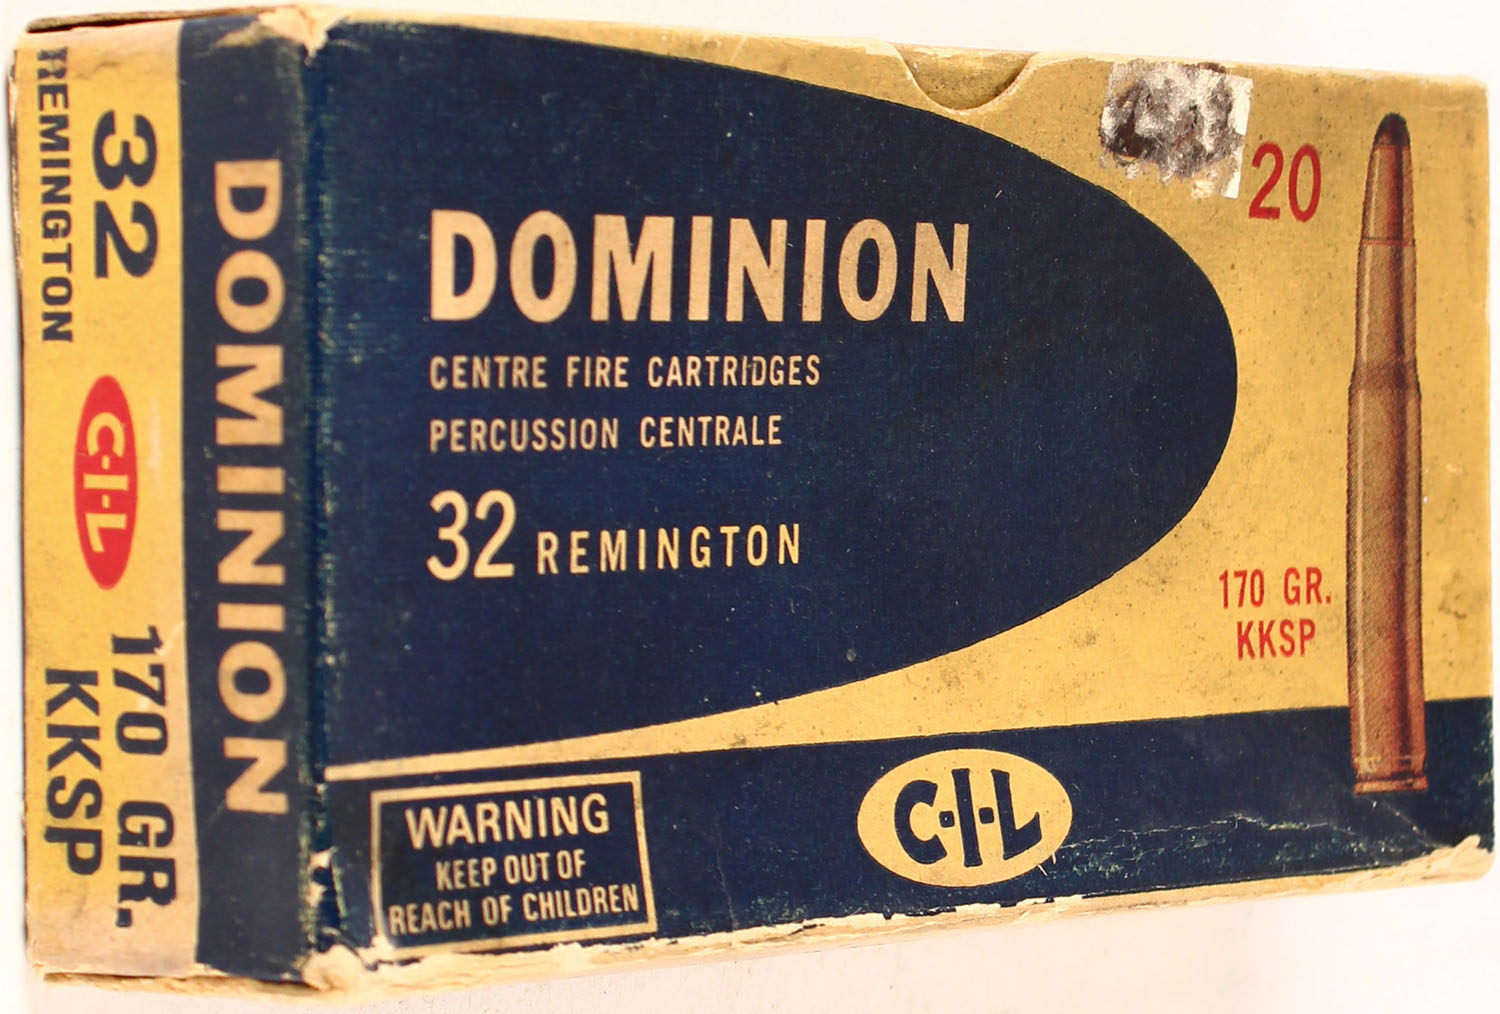 32
REMINGTON
C·I·L
170 GR.
KKSP
DOMINION
DOMINION
CENTRE FIRE CARTRIDGES
PERCUSSION CENTRALE
32 REMINGTON
20
170 GR.
KKSP
WARNING
KEEP OUT OF
REACH OF CHILDREN
C·I·L